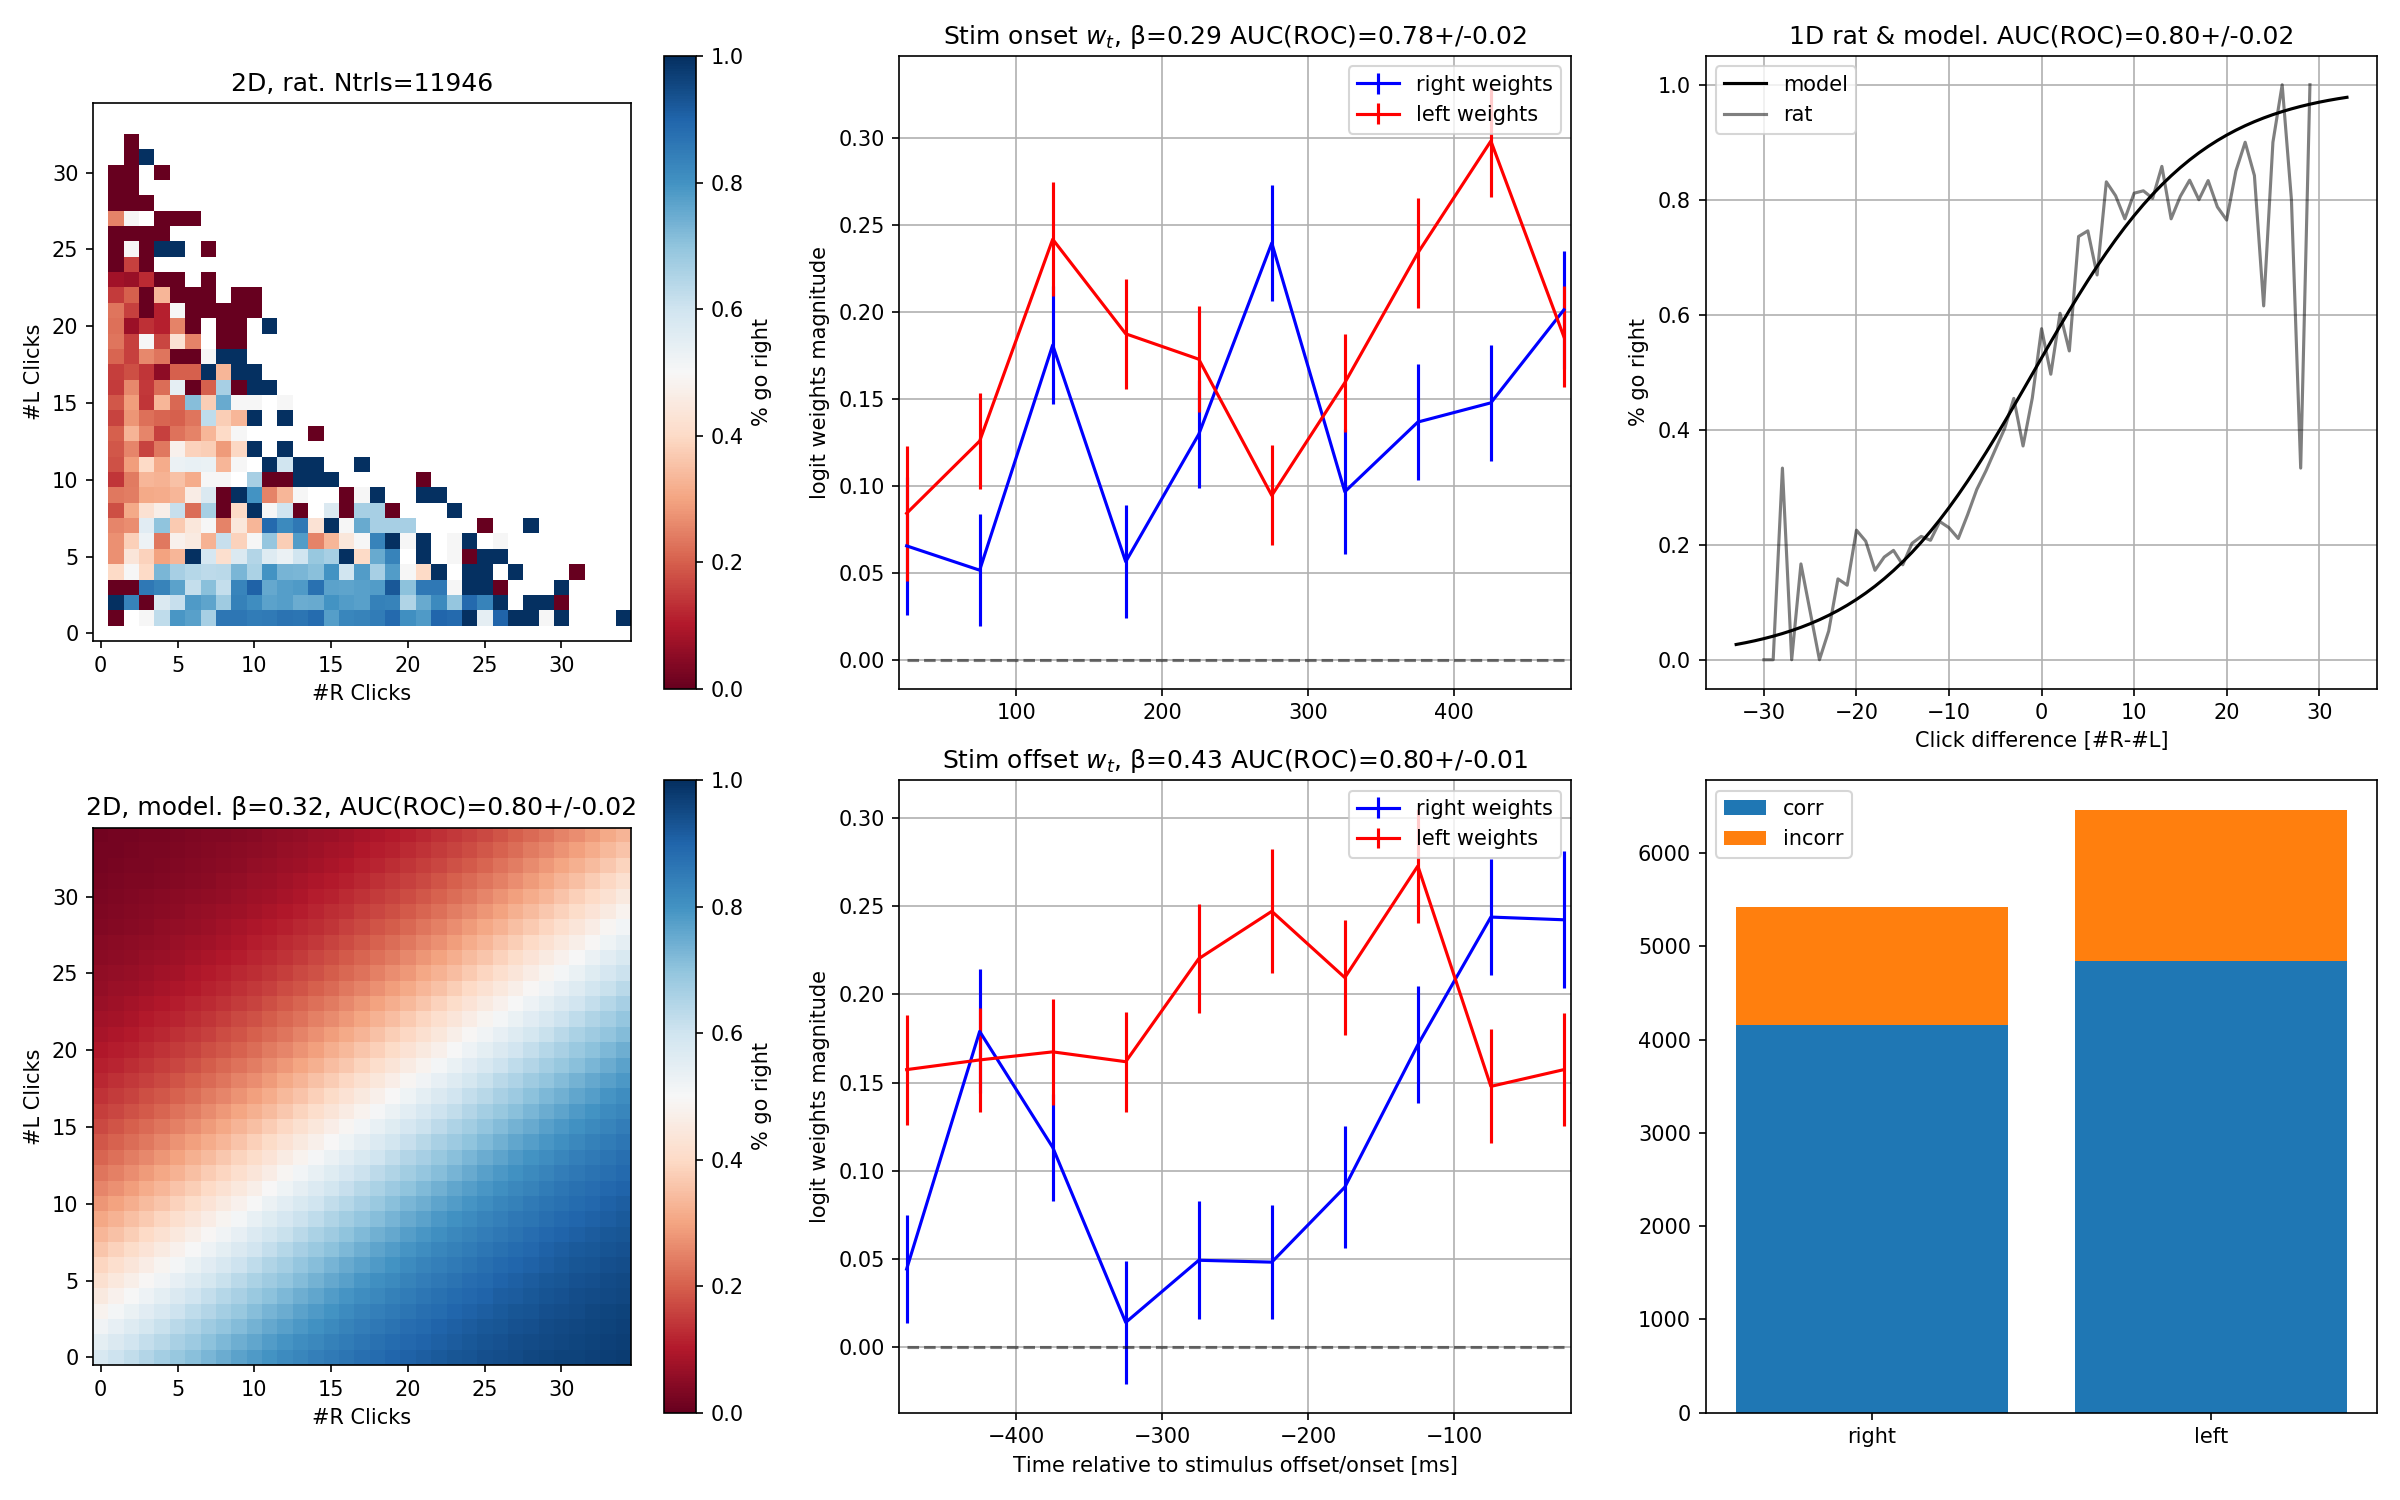 2D, rat. Ntrls=11946
30
25
20
15
10
5
0
#L Clicks
0 5 10 15 20 25 30
#R Clicks
1.0
0.8
0.6
0.4
0.2
0.0
% go right
Stim onset wt, β=0.29 AUC(ROC)=0.78+/-0.02
right weights
left weights
0.30
0.25
0.20
0.15
0.10
0.05
0.00
logit weights magnitude
100 200 300 400
1D rat & model. AUC(ROC)=0.80+/-0.02
model
rat
1.0
0.8
0.6
0.4
0.2
0.0
% go right
−30 −20 −10 0 10 20 30
Click difference [#R-#L]
2D, model. β=0.32, AUC(ROC)=0.80+/-0.02
30
25
20
15
10
5
0
#L Clicks
0 5 10 15 20 25 30
#R Clicks
1.0
0.8
0.6
0.4
0.2
0.0
% go right
Stim offset wt, β=0.43 AUC(ROC)=0.80+/-0.01
right weights
left weights
0.30
0.25
0.20
0.15
0.10
0.05
0.00
logit weights magnitude
−400 −300 −200 −100
Time relative to stimulus offset/onset [ms]
corr
incorr
6000
5000
4000
3000
2000
1000
0
right left